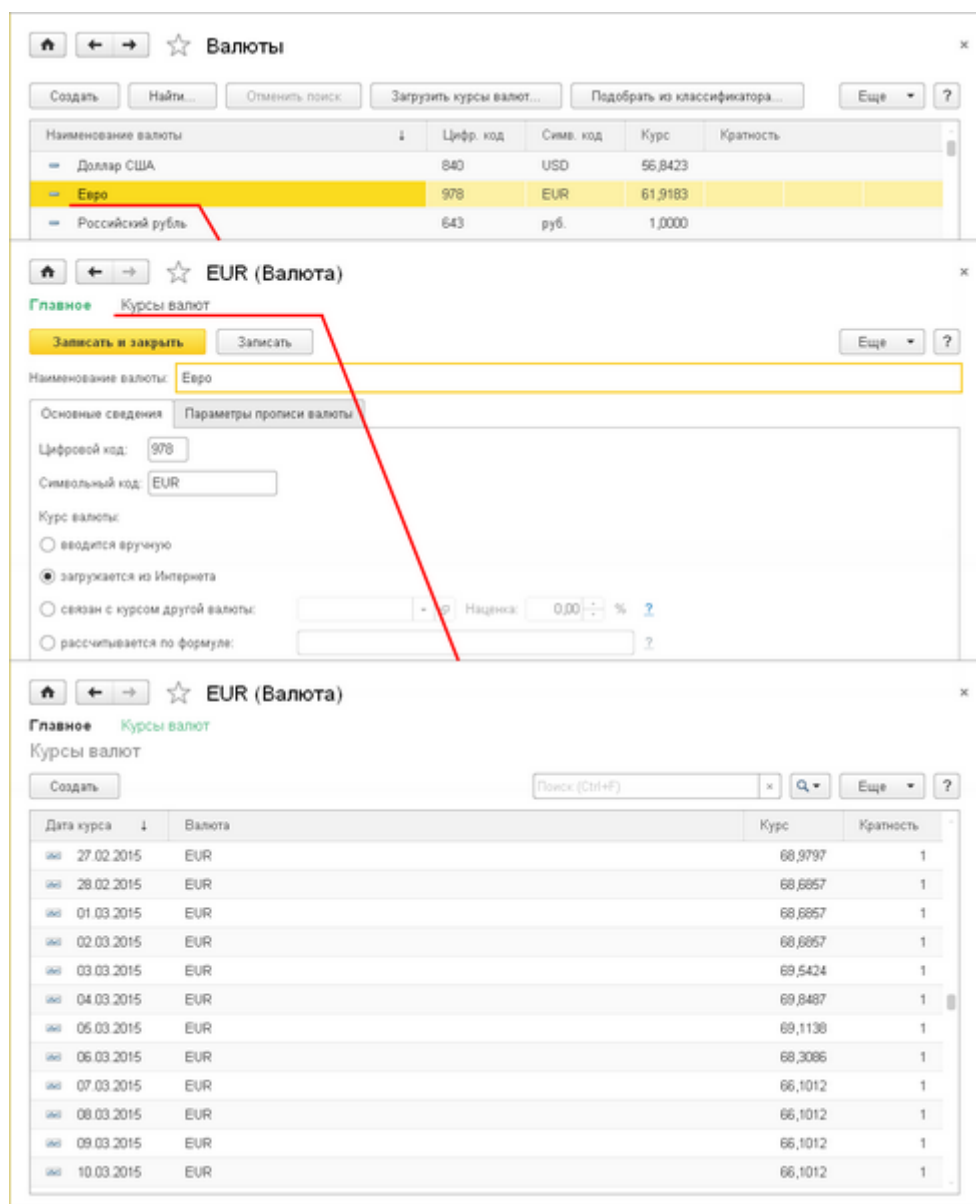 Валюты
Создать Найти... Отменить поиск Загрузить курсы валют... Подобрать из классификатора... Еще ?
Наименование валюты ↓ Цифр. код Симв. код Курс Кратность
Доллар США 840 USD 56,8423
Евро 978 EUR 61,9183
Российский рубль 643 руб. 1,0000
EUR (Валюта)
Главное Курсы валют
Записать и закрыть Записать Еще ?
Наименование валюты: Евро
Основные сведения Параметры прописи валюты
Цифровой код: 978
Символьный код: EUR
Курс валюты:
вводится вручную
загружается из Интернета
связан с курсом другой валюты: Наценка: 0,00 % ?
рассчитывается по формуле: ?
EUR (Валюта)
Главное Курсы валют
Курсы валют
Создать Поиск (Ctrl+F) × Еще ?
Дата курса ↓ Валюта Курс Кратность
27.02.2015 EUR 68,9797 1
28.02.2015 EUR 68,6857 1
01.03.2015 EUR 68,6857 1
02.03.2015 EUR 68,6857 1
03.03.2015 EUR 69,5424 1
04.03.2015 EUR 69,8487 1
05.03.2015 EUR 69,1138 1
06.03.2015 EUR 68,3086 1
07.03.2015 EUR 66,1012 1
08.03.2015 EUR 66,1012 1
09.03.2015 EUR 66,1012 1
10.03.2015 EUR 66,1012 1